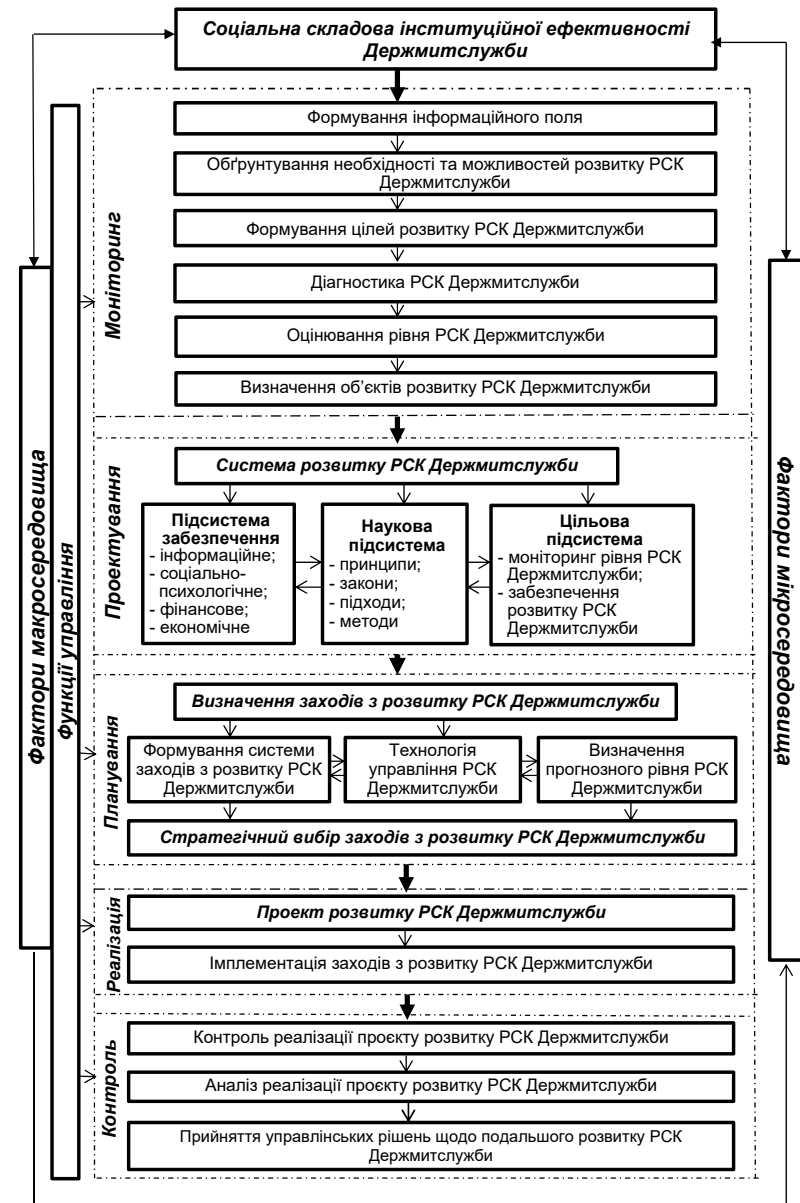 Соціальна складова інституційної ефективності
Держмитслужби
Фактори макросередовища
Функції управління
Фактори мікросередовища
Моніторинг
Формування інформаційного поля
Обґрунтування необхідності та можливостей розвитку РСК
Держмитслужби
Формування цілей розвитку РСК Держмитслужби
Діагностика РСК Держмитслужби
Оцінювання рівня РСК Держмитслужби
Визначення об’єктів розвитку РСК Держмитслужби
Проектування
Система розвитку РСК Держмитслужби
Підсистема
забезпечення
- інформаційне;
- соціально-
психологічне;
- фінансове;
- економічне
Наукова
підсистема
- принципи;
- закони;
- підходи;
- методи
Цільова
підсистема
- моніторинг рівня РСК
Держмитслужби;
- забезпечення
розвитку РСК
Держмитслужби
Планування
Визначення заходів з розвитку РСК Держмитслужби
Формування системи
заходів з розвитку РСК
Держмитслужби
Технологія
управління РСК
Держмитслужби
Визначення
прогнозного рівня РСК
Держмитслужби
Стратегічний вибір заходів з розвитку РСК Держмитслужби
Реалізація
Проект розвитку РСК Держмитслужби
Імплементація заходів з розвитку РСК Держмитслужби
Контроль
Контроль реалізації проєкту розвитку РСК Держмитслужби
Аналіз реалізації проєкту розвитку РСК Держмитслужби
Прийняття управлінських рішень щодо подальшого розвитку РСК
Держмитслужби